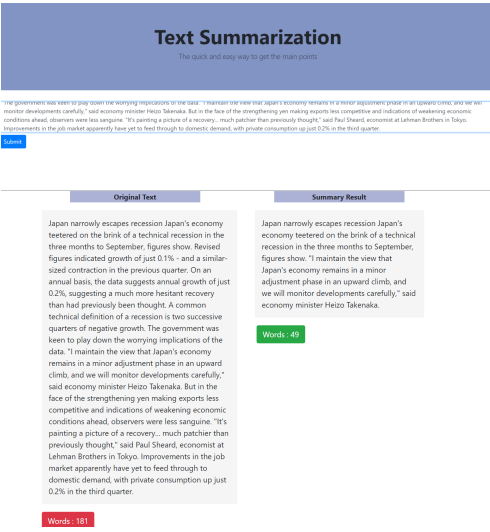 Text Summarization
The quick and easy way to get the main points.
The government was keen to play down the worrying implications of the data. "I maintain the view that Japan's economy remains in a minor adjustment phase in an upward climb, and we will
monitor developments carefully," said economy minister Heizo Takenaka. But in the face of the strengthening yen making exports less competitive and indications of weakening economic
conditions ahead, observers were less sanguine. "It's painting a picture of a recovery... much patchier than previously thought," said Paul Sheard, economist at Lehman Brothers in Tokyo.
Improvements in the job market apparently have yet to feed through to domestic demand, with private consumption up just 0.2% in the third quarter.
Submit
Original Text
Japan narrowly escapes recession Japan's economy
teetered on the brink of a technical recession in the
three months to September, figures show. Revised
figures indicated growth of just 0.1% - and a similar-
sized contraction in the previous quarter. On an
annual basis, the data suggests annual growth of just
0.2%, suggesting a much more hesitant recovery
than had previously been thought. A common
technical definition of a recession is two successive
quarters of negative growth. The government was
keen to play down the worrying implications of the
data. "I maintain the view that Japan's economy
remains in a minor adjustment phase in an upward
climb, and we will monitor developments carefully,"
said economy minister Heizo Takenaka. But in the
face of the strengthening yen making exports less
competitive and indications of weakening economic
conditions ahead, observers were less sanguine. "It's
painting a picture of a recovery... much patchier than
previously thought," said Paul Sheard, economist at
Lehman Brothers in Tokyo. Improvements in the job
market apparently have yet to feed through to
domestic demand, with private consumption up just
0.2% in the third quarter.
Words : 181
Summary Result
Japan narrowly escapes recession Japan's
economy teetered on the brink of a technical
recession in the three months to September,
figures show. "I maintain the view that
Japan's economy remains in a minor
adjustment phase in an upward climb, and
we will monitor developments carefully," said
economy minister Heizo Takenaka.
Words : 49